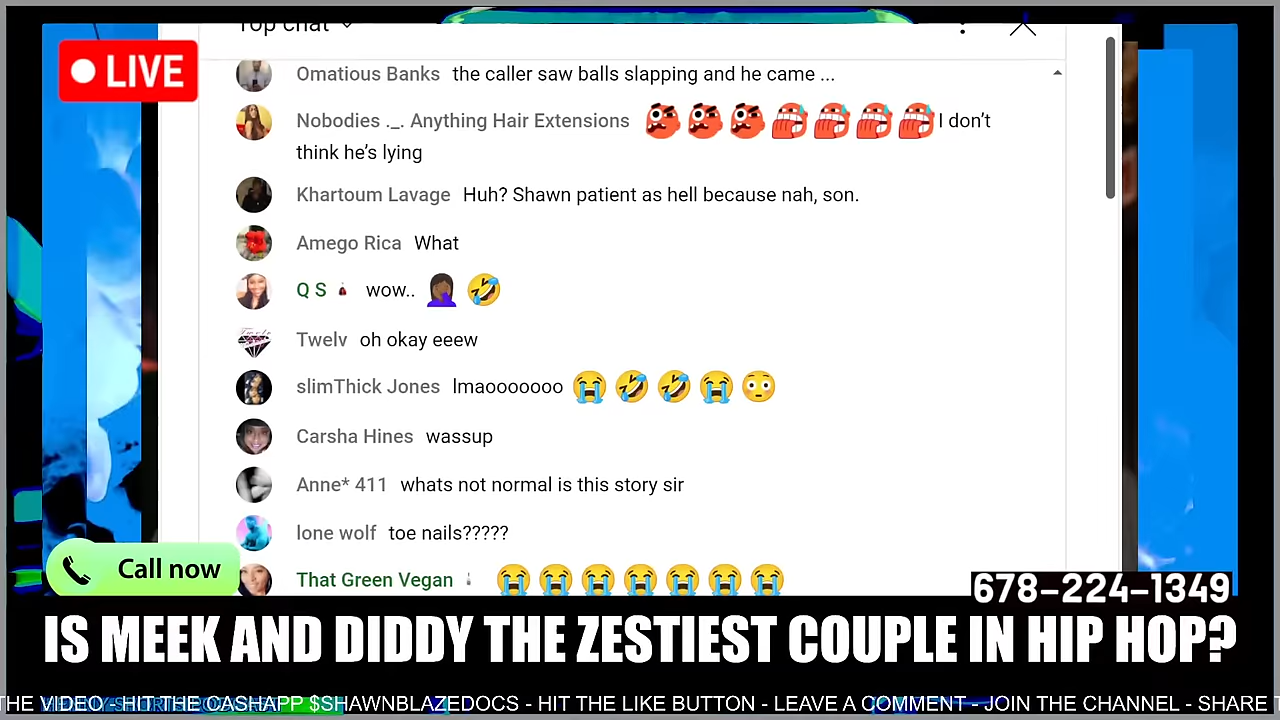 Top chat
LIVE
Omatious Banks the caller saw balls slapping and he came ...
Nobodies ._. Anything Hair Extensions I don’t
think he’s lying
Khartoum Lavage Huh? Shawn patient as hell because nah, son.
Amego Rica What
Q S wow..
Twelv oh okay eeew
slimThick Jones lmaooooooo
Carsha Hines wassup
Anne* 411 whats not normal is this story sir
lone wolf toe nails?????
That Green Vegan
Call now
678-224-1349
IS MEEK AND DIDDY THE ZESTIEST COUPLE IN HIP HOP?
THE VIDEO - HIT THE CASHAPP $SHAWNBLAZEDOCS - HIT THE LIKE BUTTON - LEAVE A COMMENT - JOIN THE CHANNEL - SHARE